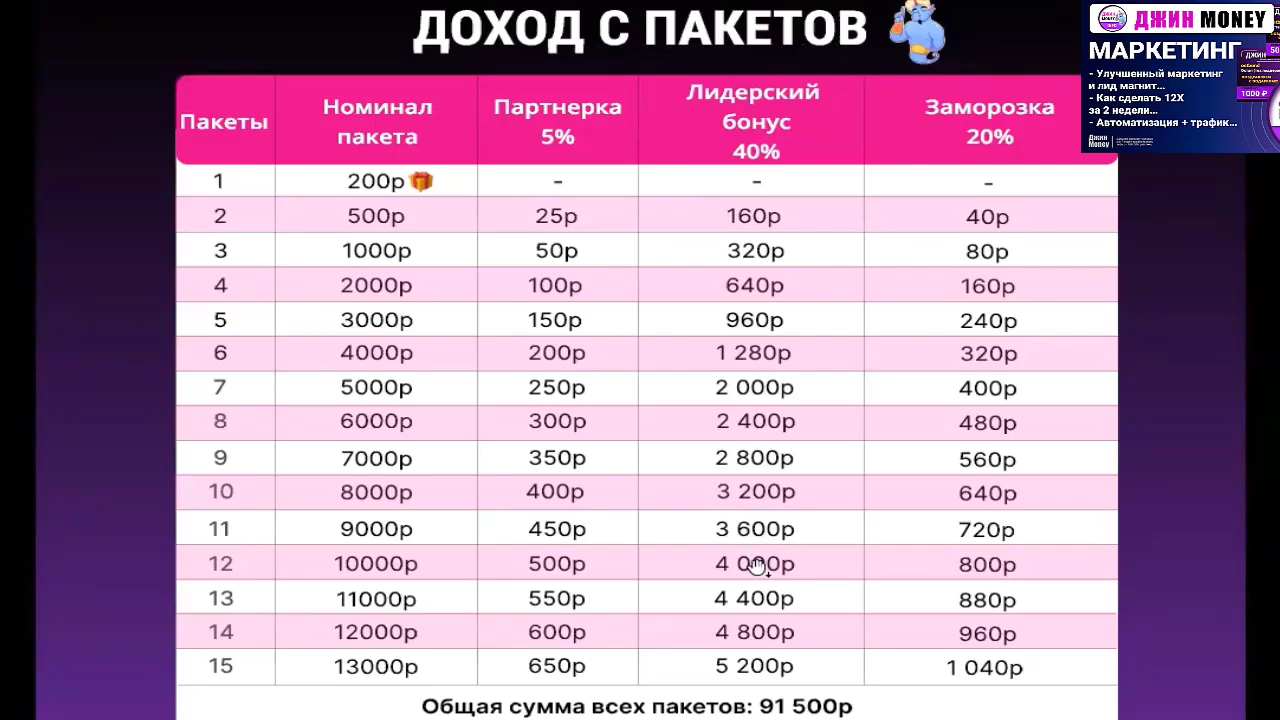 ДОХОД С ПАКЕТОВ
ДЖИН MONEY
МАРКЕТИНГ
- Улучшенный маркетинг
и лид магнит...
- Как сделать 12X
за 2 недели...
- Автоматизация + трафик...
Джин
Money
1000 ₽
Пакеты Номинал пакета Партнерка 5% Лидерский бонус 40% Заморозка 20%
1 200р - - -
2 500р 25р 160р 40р
3 1000р 50р 320р 80р
4 2000р 100р 640р 160р
5 3000р 150р 960р 240р
6 4000р 200р 1 280р 320р
7 5000р 250р 2 000р 400р
8 6000р 300р 2 400р 480р
9 7000р 350р 2 800р 560р
10 8000р 400р 3 200р 640р
11 9000р 450р 3 600р 720р
12 10000р 500р 4 000р 800р
13 11000р 550р 4 400р 880р
14 12000р 600р 4 800р 960р
15 13000р 650р 5 200р 1 040р
Общая сумма всех пакетов: 91 500р